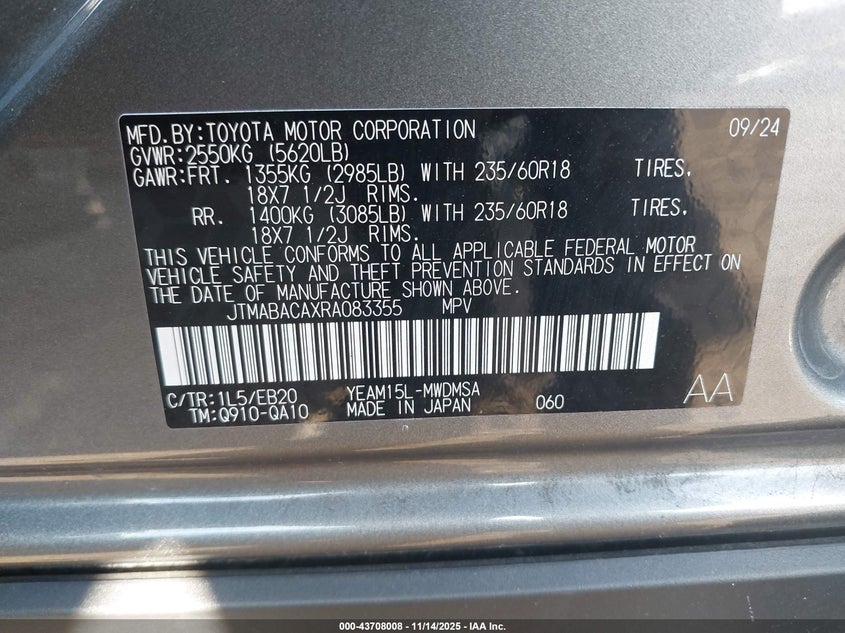 MFD.BY:TOYOTA MOTOR CORPORATION 09/24
GVWR:2550KG (5620LB)
GAWR:FRT. 1355KG (2985LB) WITH 235/60R18 TIRES.
18X7 1/2J RIMS.
RR. 1400KG (3085LB) WITH 235/60R18 TIRES.
18X7 1/2J RIMS.
THIS VEHICLE CONFORMS TO ALL APPLICABLE FEDERAL MOTOR
VEHICLE SAFETY AND THEFT PREVENTION STANDARDS IN EFFECT ON
THE DATE OF MANUFACTURE SHOWN ABOVE.
JTMABACAXRA083355 MPV
C/TR:1L5/EB20 YEAM15L-MWDMSA
TM:Q910-QA10 MADE IN JAPAN 060 AA
000-43708008 | 11/14/2025 - IAA Inc.